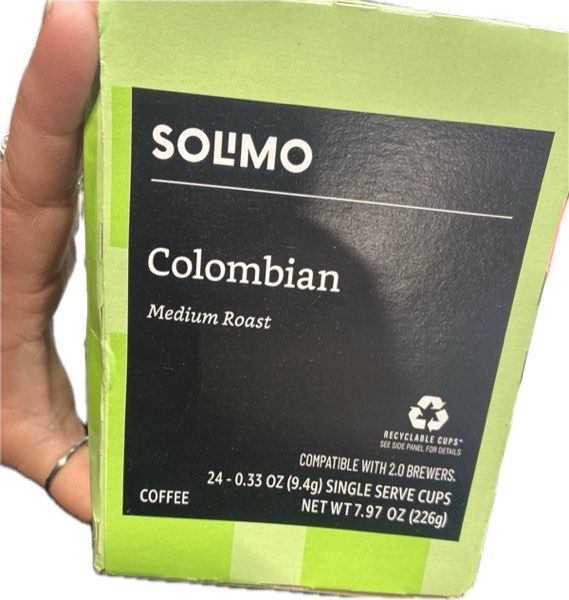 SOLIMO
Colombian
Medium Roast
RECYCLABLE CUPS*
SEE SIDE PANEL FOR DETAILS
COMPATIBLE WITH 2.0 BREWERS.
24 - 0.33 OZ (9.4g) SINGLE SERVE CUPS
COFFEE
NET WT 7.97 OZ (226g)